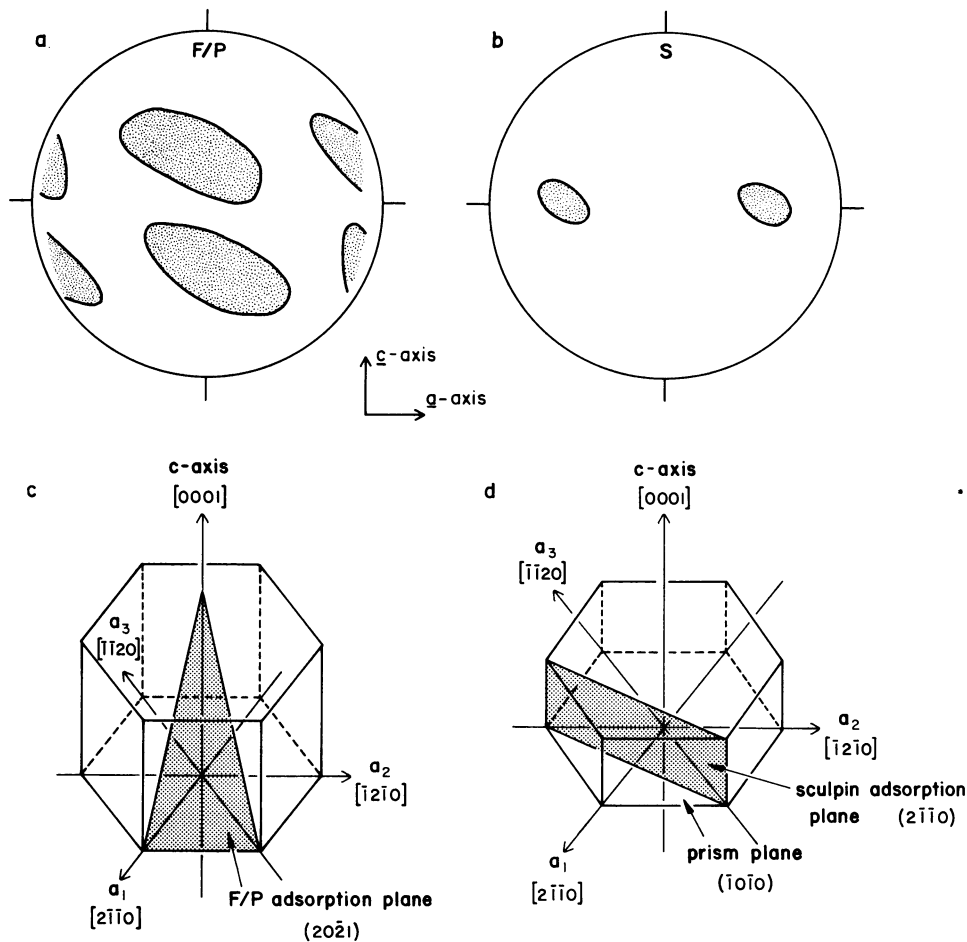 a
F/P
b
S
c-axis
a-axis
c
c-axis
[0001]
a₃
[1̄1̄20]
a₂
[1̄21̄0]
a₁
[21̄1̄0]
F/P adsorption plane
(202̄1)
d
c-axis
[0001]
a₃
[1̄1̄20]
a₂
[1̄21̄0]
sculpin adsorption
plane (21̄1̄0)
prism plane
(1̄01̄0)
a₁
[21̄1̄0]